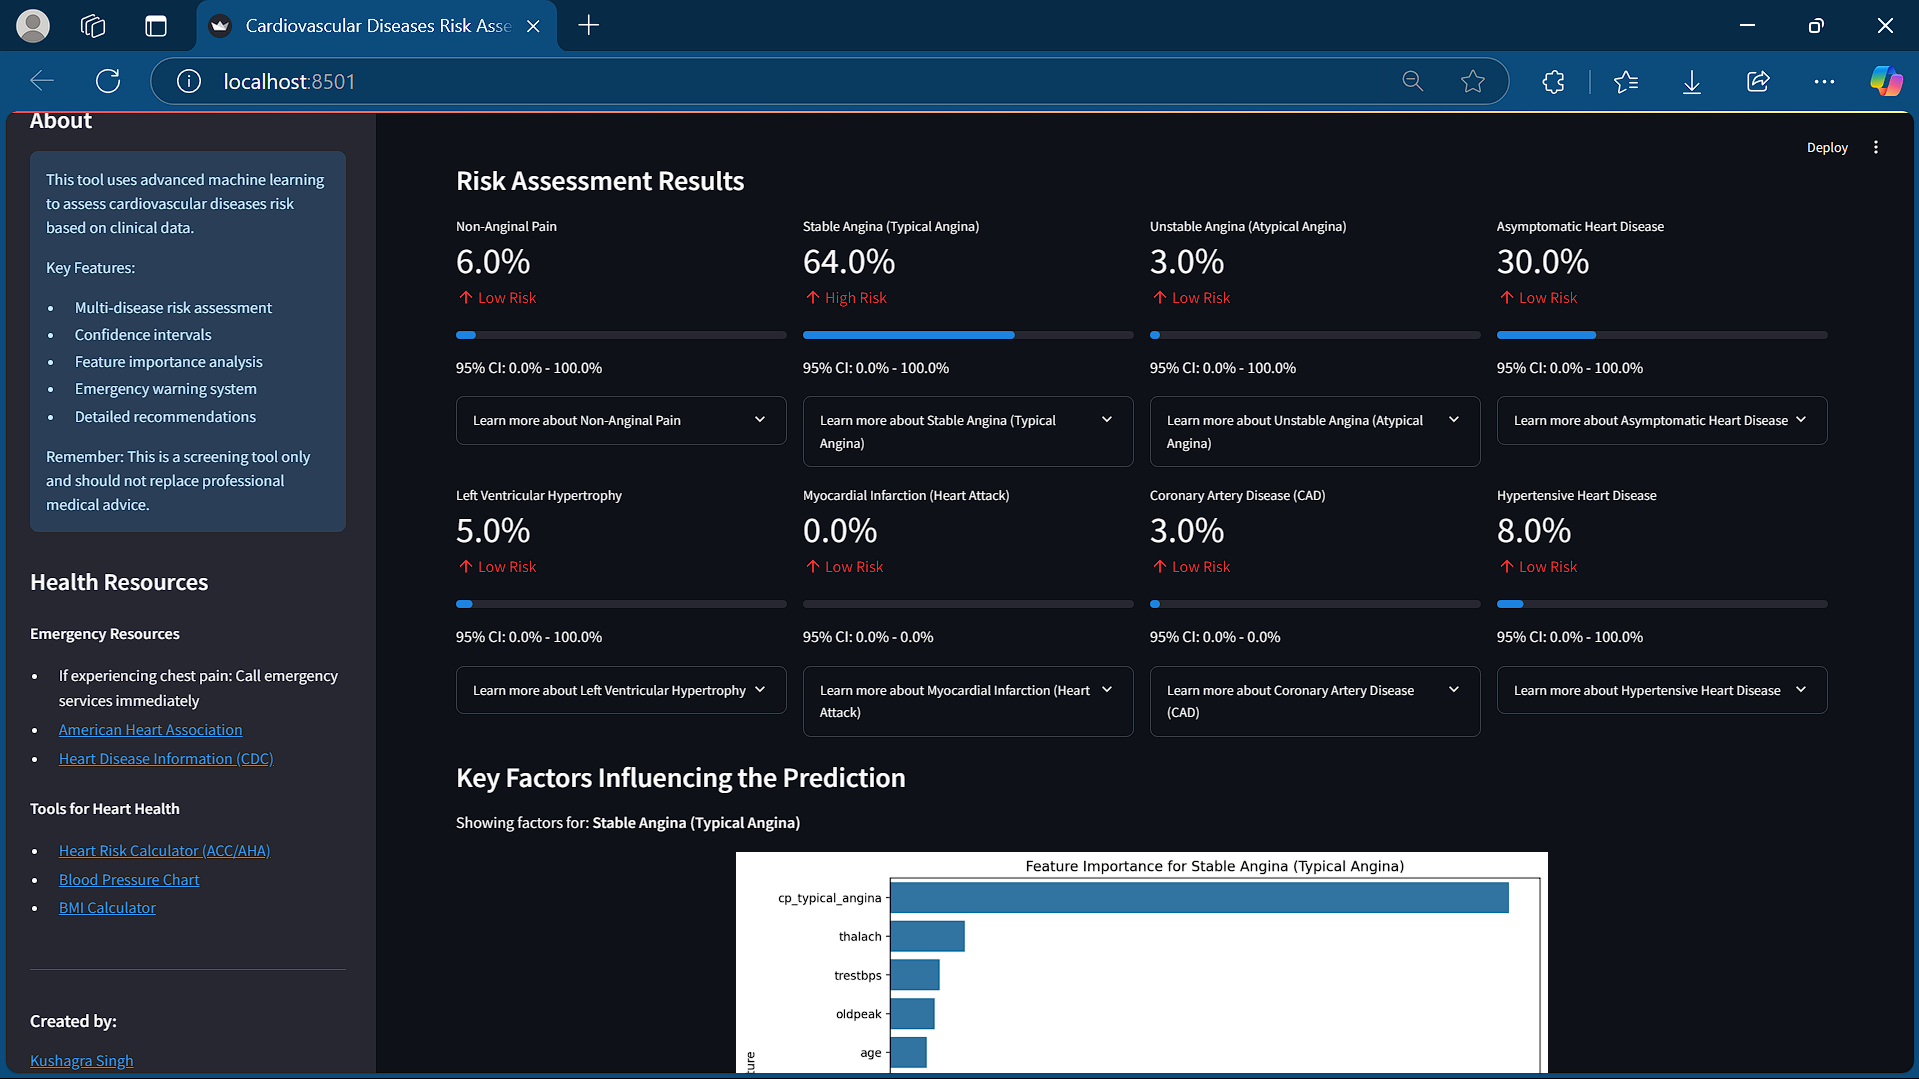 Cardiovascular Diseases Risk Asse
localhost:8501
About
This tool uses advanced machine learning
to assess cardiovascular diseases risk
based on clinical data.
Key Features:
• Multi-disease risk assessment
• Confidence intervals
• Feature importance analysis
• Emergency warning system
• Detailed recommendations
Remember: This is a screening tool only
and should not replace professional
medical advice.
Health Resources
Emergency Resources
• If experiencing chest pain: Call emergency
services immediately
• American Heart Association
• Heart Disease Information (CDC)
Tools for Heart Health
• Heart Risk Calculator (ACC/AHA)
• Blood Pressure Chart
• BMI Calculator
Created by:
Kushagra Singh
Deploy
Risk Assessment Results
Non-Anginal Pain
6.0%
↑ Low Risk
95% CI: 0.0% - 100.0%
Learn more about Non-Anginal Pain
Stable Angina (Typical Angina)
64.0%
↑ High Risk
95% CI: 0.0% - 100.0%
Learn more about Stable Angina (Typical
Angina)
Unstable Angina (Atypical Angina)
3.0%
↑ Low Risk
95% CI: 0.0% - 100.0%
Learn more about Unstable Angina (Atypical
Angina)
Asymptomatic Heart Disease
30.0%
↑ Low Risk
95% CI: 0.0% - 100.0%
Learn more about Asymptomatic Heart Disease
Left Ventricular Hypertrophy
5.0%
↑ Low Risk
95% CI: 0.0% - 100.0%
Learn more about Left Ventricular Hypertrophy
Myocardial Infarction (Heart Attack)
0.0%
↑ Low Risk
95% CI: 0.0% - 0.0%
Learn more about Myocardial Infarction (Heart
Attack)
Coronary Artery Disease (CAD)
3.0%
↑ Low Risk
95% CI: 0.0% - 0.0%
Learn more about Coronary Artery Disease
(CAD)
Hypertensive Heart Disease
8.0%
↑ Low Risk
95% CI: 0.0% - 100.0%
Learn more about Hypertensive Heart Disease
Key Factors Influencing the Prediction
Showing factors for: Stable Angina (Typical Angina)
Feature Importance for Stable Angina (Typical Angina)
cp_typical_angina
thalach
trestbps
oldpeak
age